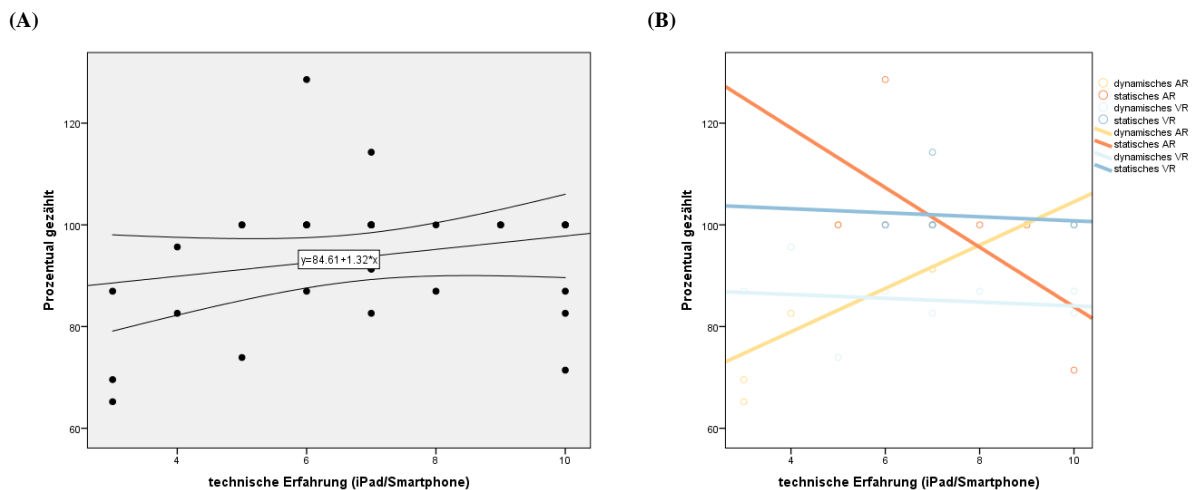 (A)
Prozentual gezählt
120
100
80
60
y=84.61+1.32*x
4
6
8
10
technische Erfahrung (iPad/Smartphone)
(B)
Prozentual gezählt
120
100
80
60
4
6
8
10
technische Erfahrung (iPad/Smartphone)
dynamisches AR
statisches AR
dynamisches VR
statisches VR
dynamisches AR
statisches AR
dynamisches VR
statisches VR